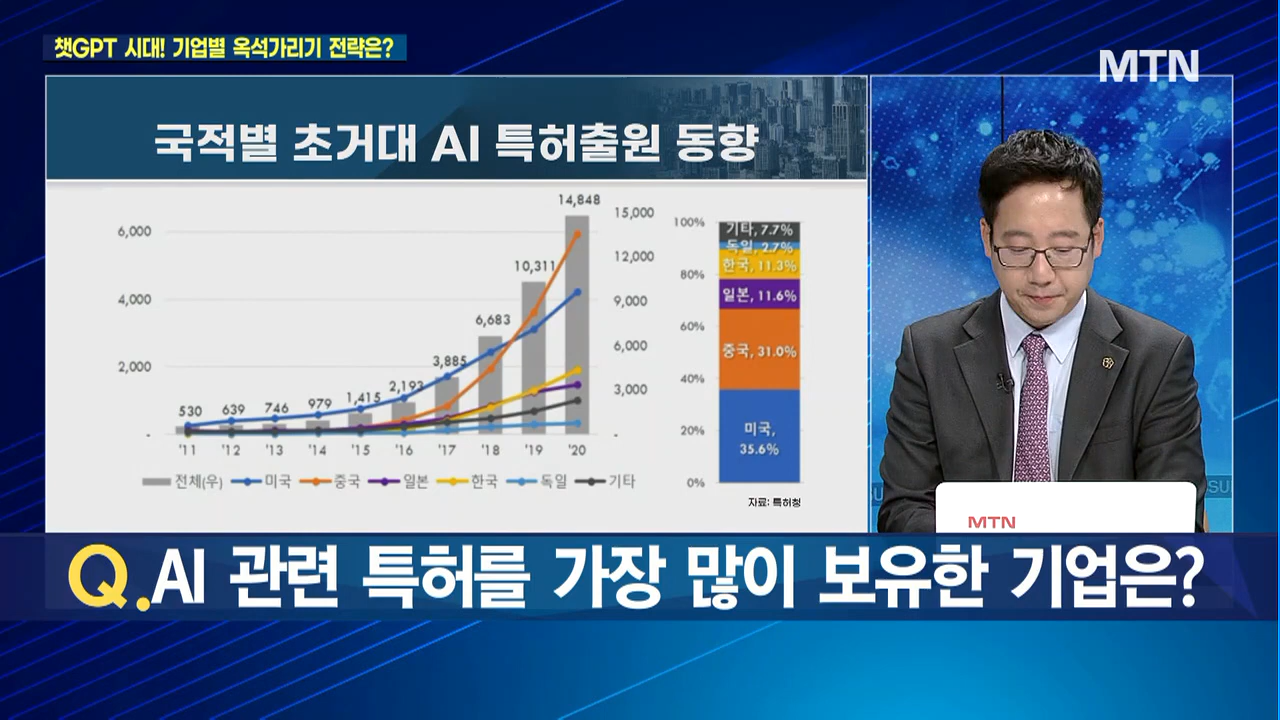 챗GPT 시대! 기업별 옥석가리기 전략은?
MTN
국적별 초거대 AI 특허출원 동향
6,000
4,000
2,000
-
15,000
12,000
9,000
6,000
3,000
-
530
639
746
979
1,415
2,193
3,885
6,683
10,311
14,848
'11 '12 '13 '14 '15 '16 '17 '18 '19 '20
전체(우) 미국 중국 일본 한국 독일 기타
100%
80%
60%
40%
20%
0%
기타, 7.7%
독일, 2.7%
한국, 11.3%
일본, 11.6%
중국, 31.0%
미국,
35.6%
자료: 특허청
SU
SU
MTN
Q.AI 관련 특허를 가장 많이 보유한 기업은?